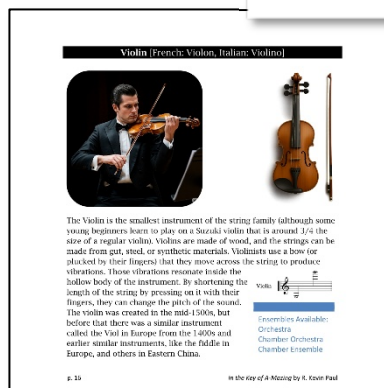 Violin [French: Violon, Italian: Violino]
The Violin is the smallest instrument of the string family (although some
young beginners learn to play on a Suzuki violin that is around 3/4 the
size of a regular violin). Violins are made of wood, and the strings can be
made from gut, steel, or synthetic materials. Violinists use a bow (or
plucked by their fingers) that they move across the string to produce
vibrations. Those vibrations resonate inside the
hollow body of the instrument. By shortening the
length of the string by pressing on it with their
fingers, they can change the pitch of the sound.
The violin was created in the mid-1500s, but
before that there was a similar instrument
called the Viol in Europe from the 1400s and
earlier similar instruments, like the fiddle in
Europe, and others in Eastern China.
Violin
Ensembles Available:
Orchestra
Chamber Orchestra
Chamber Ensemble
p. 16
In the Key of A-Mazing by R. Kevin Paul